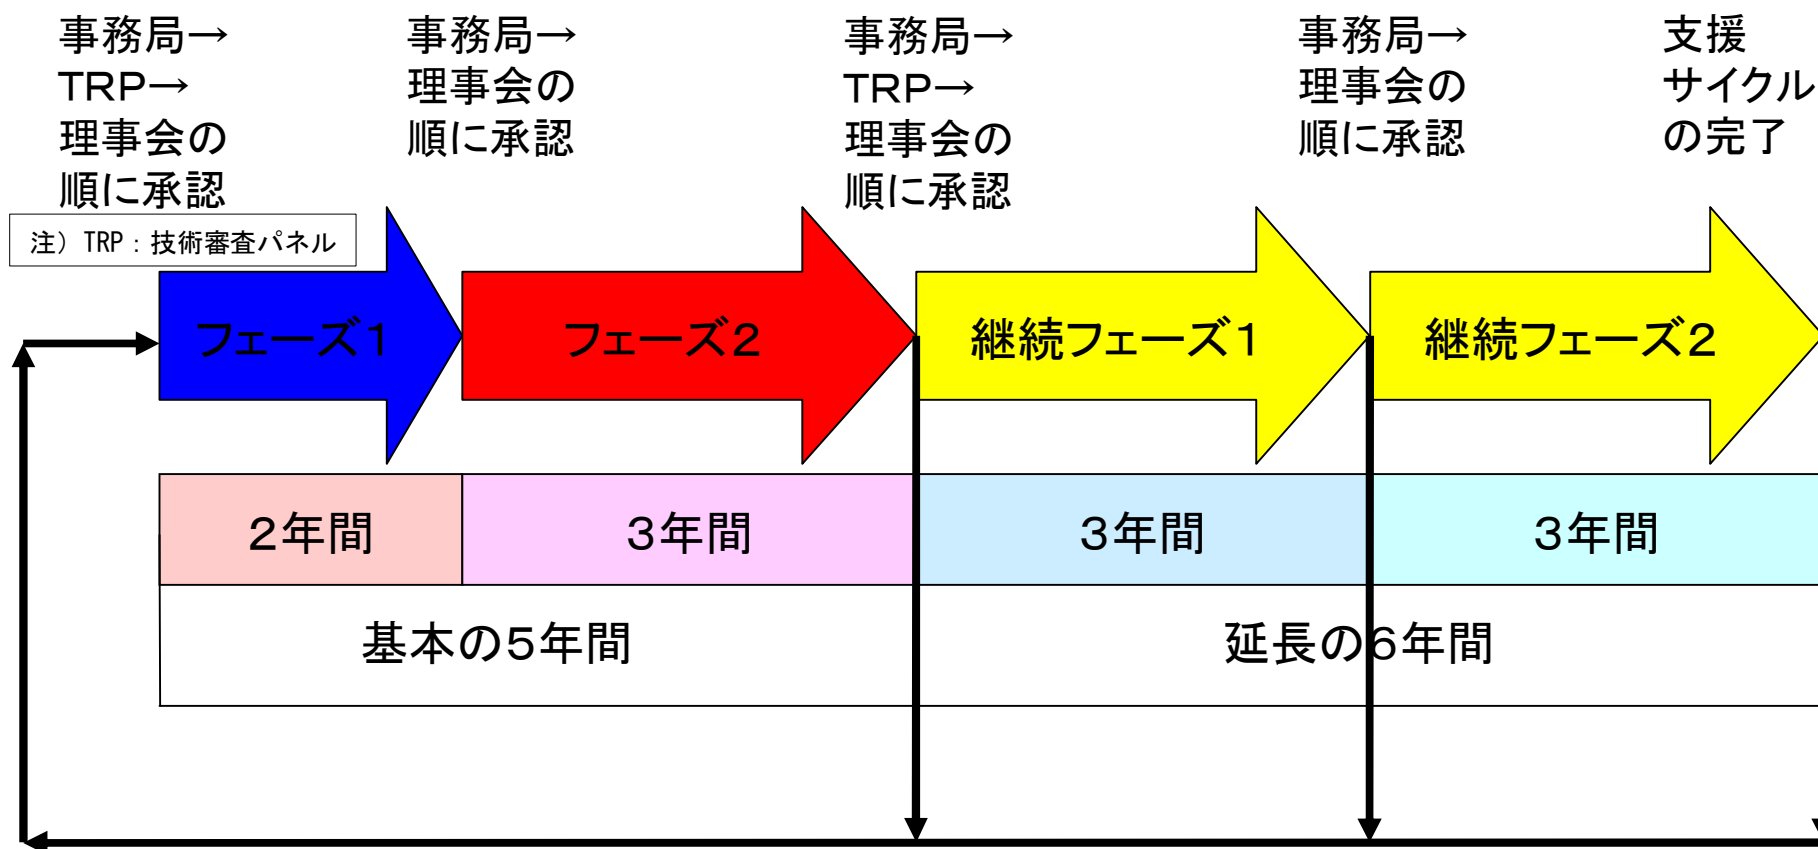 事務局→
TRP→
理事会の
順に承認
事務局→
理事会の
順に承認
事務局→
TRP→
理事会の
順に承認
事務局→
理事会の
順に承認
支援
サイクル
の完了
注）TRP：技術審査パネル
フェーズ１
フェーズ２
継続フェーズ１
継続フェーズ２
２年間
３年間
３年間
３年間
基本の５年間
延長の６年間